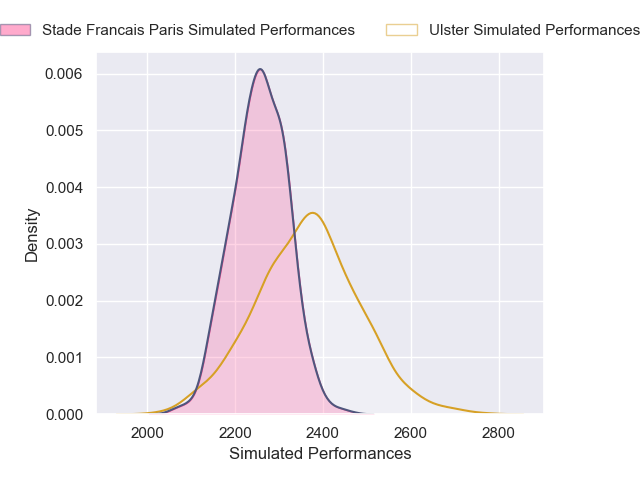 Stade Francais Paris Simulated Performances Ulster Simulated Performances
0.006
0.005
0.004
0.003
0.002
0.001
0.000
Density
2000 2200 2400 2600 2800
Simulated Performances